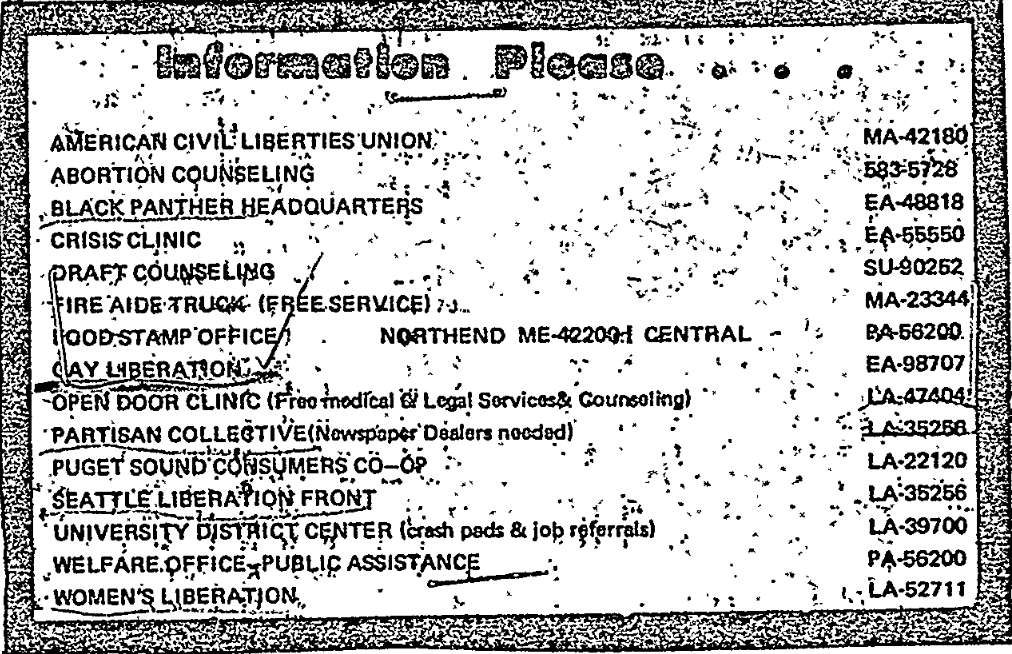 Information Please . . .
AMERICAN CIVIL LIBERTIES UNION MA-42180
ABORTION COUNSELING 583-5728
BLACK PANTHER HEADQUARTERS EA-48818
CRISIS CLINIC EA-55550
DRAFT COUNSELING SU-90252
FIRE AIDE TRUCK (FREE SERVICE) MA-23344
FOOD STAMP OFFICE NORTHEND ME-42200 CENTRAL - PA-56200
GAY LIBERATION EA-98707
OPEN DOOR CLINIC (Free medical & Legal Services& Counseling) LA-47404
PARTISAN COLLECTIVE(Newspaper Dealers needed) LA-35256
PUGET SOUND CONSUMERS CO-OP LA-22120
SEATTLE LIBERATION FRONT LA-35256
UNIVERSITY DISTRICT CENTER (crash pads & job referrals) LA-39700
WELFARE OFFICE-PUBLIC ASSISTANCE PA-56200
WOMEN'S LIBERATION LA-52711